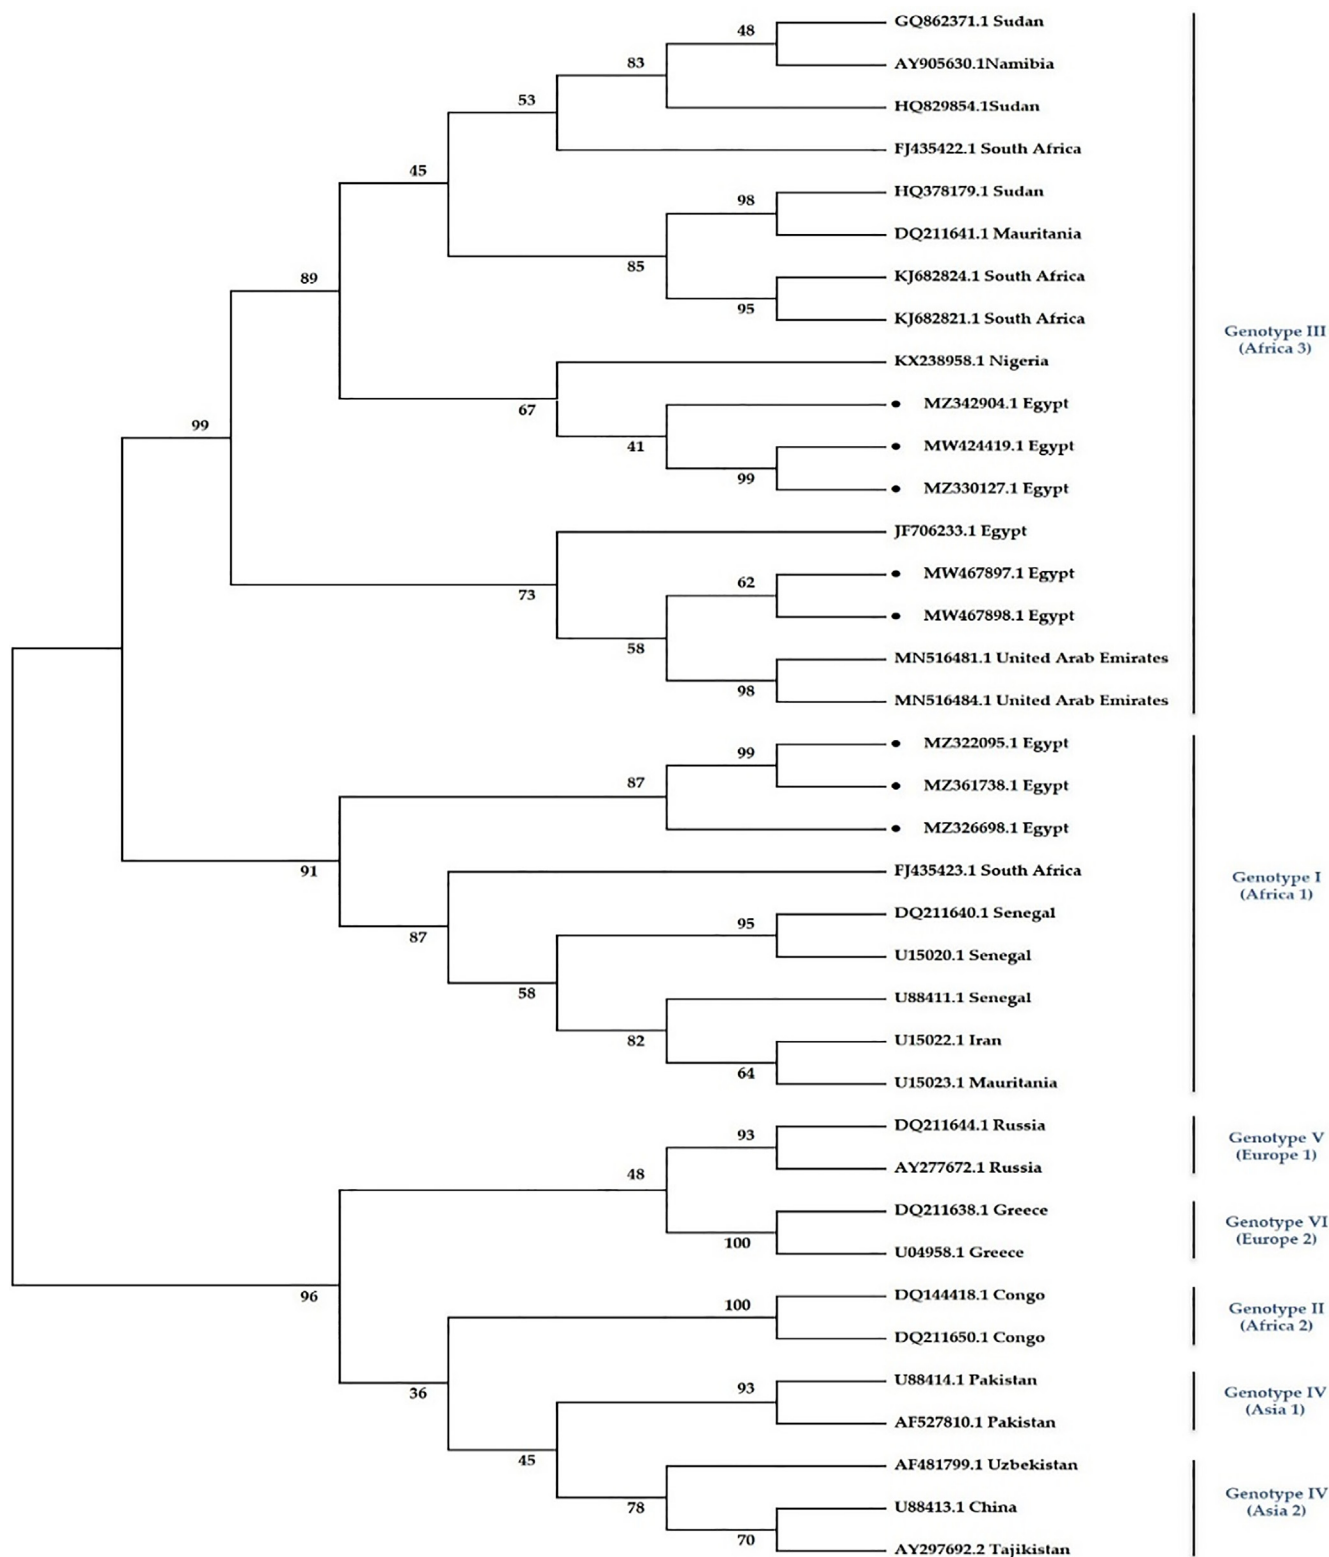 GQ862371.1 Sudan
48
AY905630.1Namibia
83
HQ829854.1Sudan
53
FJ435422.1 South Africa
45
HQ378179.1 Sudan
98
DQ211641.1 Mauritania
85
KJ682824.1 South Africa
95
KJ682821.1 South Africa
89
Genotype III
(Africa 3)
KX238958.1 Nigeria
67
MZ342904.1 Egypt
99
41
MW424419.1 Egypt
99
MZ330127.1 Egypt
JF706233.1 Egypt
73
MW467897.1 Egypt
62
MW467898.1 Egypt
58
MN516481.1 United Arab Emirates
98
MN516484.1 United Arab Emirates
MZ322095.1 Egypt
99
87
MZ361738.1 Egypt
MZ326698.1 Egypt
91
FJ435423.1 South Africa
Genotype I
(Africa 1)
87
DQ211640.1 Senegal
95
U15020.1 Senegal
58
U88411.1 Senegal
82
U15022.1 Iran
64
U15023.1 Mauritania
DQ211644.1 Russia
93
Genotype V
(Europe 1)
AY277672.1 Russia
48
DQ211638.1 Greece
Genotype VI
(Europe 2)
100
U04958.1 Greece
96
DQ144418.1 Congo
100
Genotype II
(Africa 2)
DQ211650.1 Congo
36
U88414.1 Pakistan
93
Genotype IV
(Asia 1)
AF527810.1 Pakistan
45
AF481799.1 Uzbekistan
78
Genotype IV
(Asia 2)
U88413.1 China
70
AY297692.2 Tajikistan